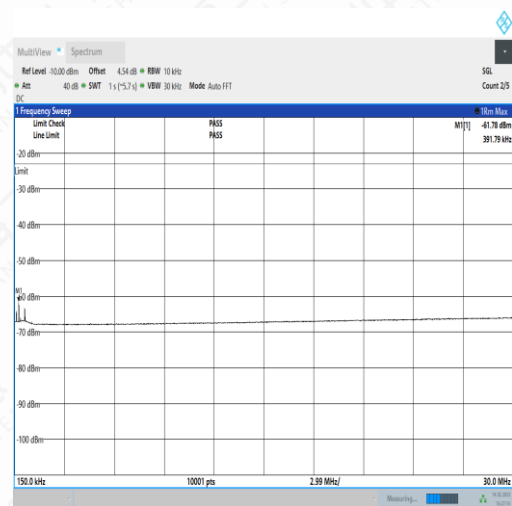 MultiView Spectrum
Ref Level -10.00 dBm Offset 4.54 dB RBW 10 kHz SGL
Att 40 dB SWT 1 s (~5.7 s) VBW 30 kHz Mode Auto FFT Count 2/5
DC
1 Frequency Sweep 1Rm Max
Limit Check PASS M1[1] -61.78 dBm
Line Limit PASS 391.79 kHz
-20 dBm
Limit
-30 dBm
-40 dBm
-50 dBm
M1
-60 dBm
-70 dBm
-80 dBm
-90 dBm
-100 dBm
150.0 kHz 10001 pts 2.99 MHz/ 30.0 MHz
Measuring...